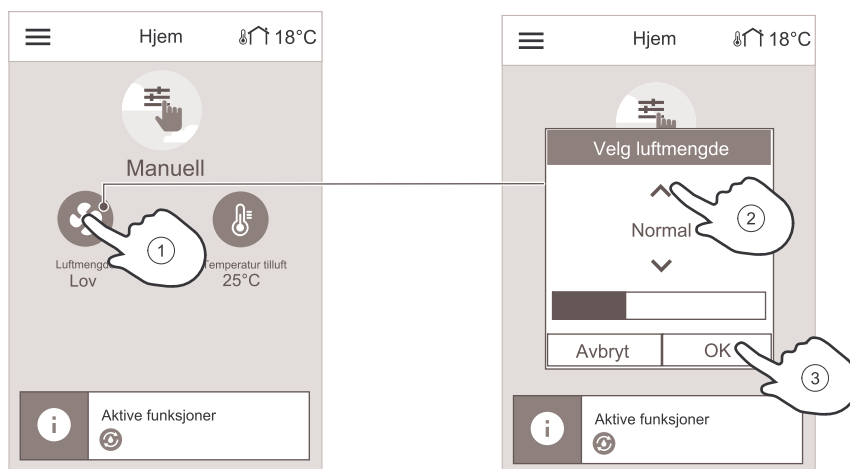 Hjem 18°C
Manuell
1
Luftmengde Temperatur tilluft
Lov 25°C
i Aktive funksjoner
Hjem 18°C
Velg luftmengde
2
Normal
Avbryt OK
3
i Aktive funksjoner